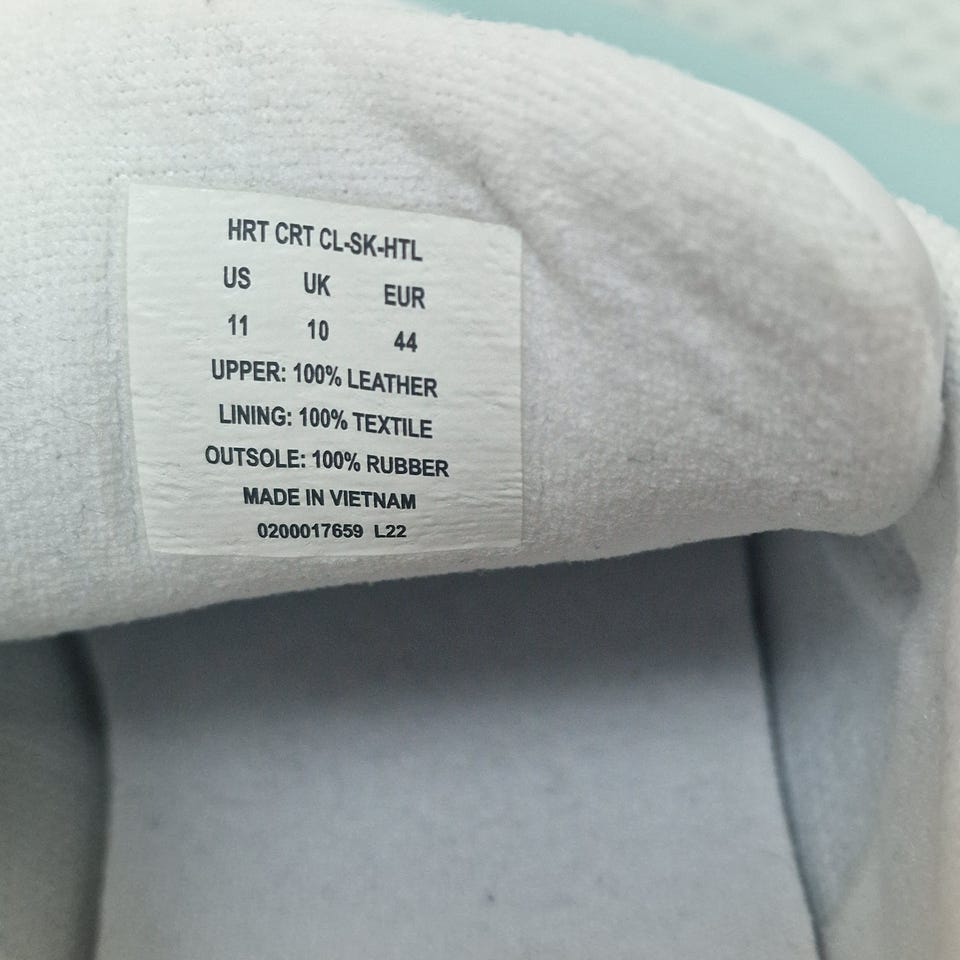 HRT CRT CL-SK-HTL
US UK EUR
11 10 44
UPPER: 100% LEATHER
LINING: 100% TEXTILE
OUTSOLE: 100% RUBBER
MADE IN VIETNAM
0200017659 L22